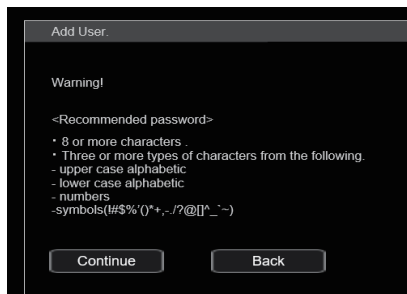 Add User.
Warning!
<Recommended password>
・8 or more characters .
・Three or more types of characters from the following.
- upper case alphabetic
- lower case alphabetic
- numbers
-symbols(!#$%'()*+,-./?@[]^_`~)
Continue
Back